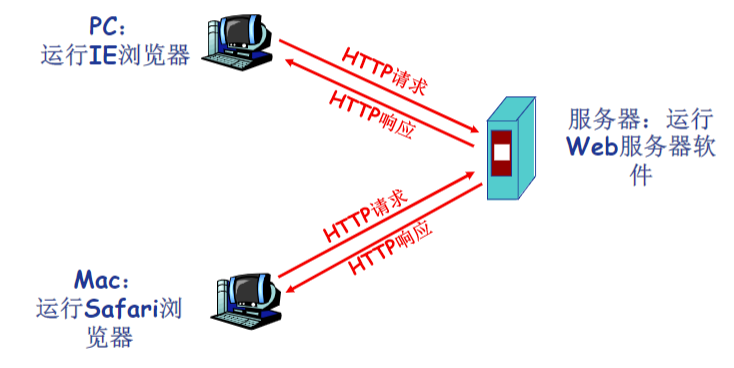 PC：
运行IE浏览器
HTTP请求
HTTP响应
服务器：运行
Web服务器软
件
HTTP请求
HTTP响应
Mac：
运行Safari浏
览器